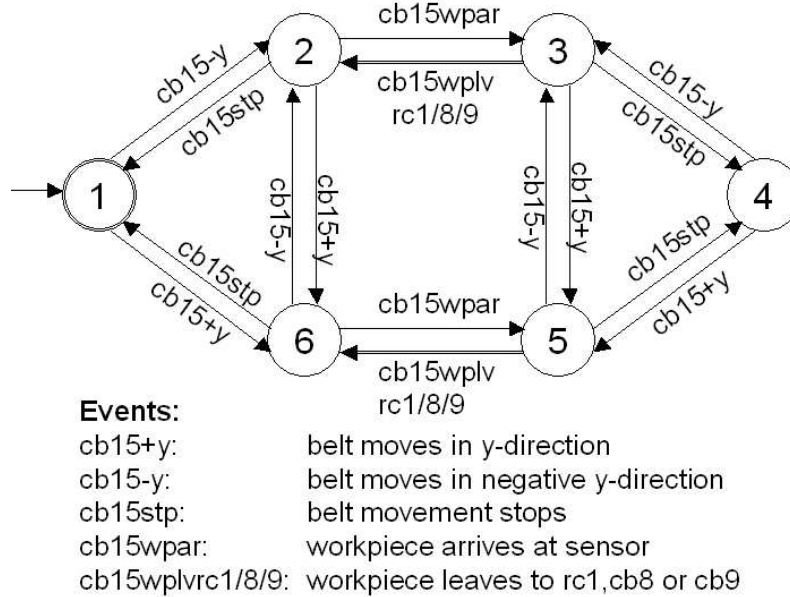 cb15wpar
2
3
cb15-y
cb15stp
cb15wplv
rc1/8/9
cb15-y
cb15stp
1
cb15-y
cb15+y
cb15-y
cb15+y
4
cb15stp
cb15+y
cb15wpar
cb15stp
cb15+y
6
5
cb15wplv
rc1/8/9
Events:
cb15+y: belt moves in y-direction
cb15-y: belt moves in negative y-direction
cb15stp: belt movement stops
cb15wpar: workpiece arrives at sensor
cb15wplvrc1/8/9: workpiece leaves to rc1,cb8 or cb9